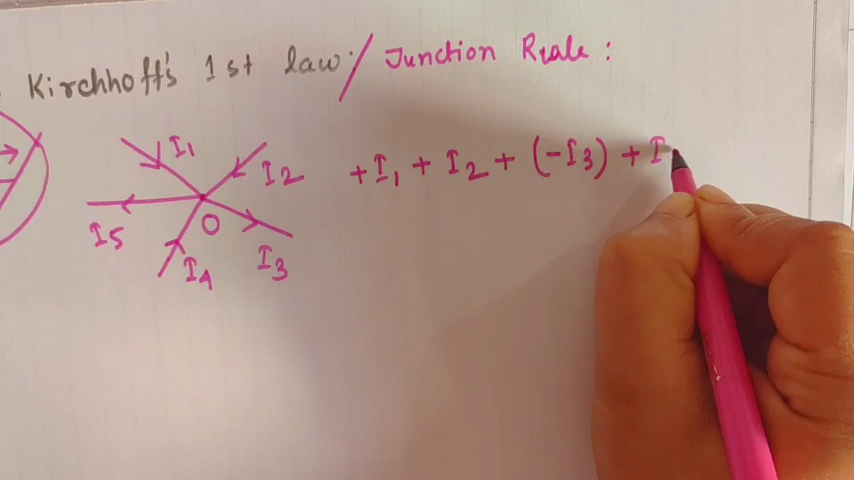 Kirchhoff's 1st law / Junction Rule :
I1 I2 +I1 + I2 + (-I3) + I
I5 O I4 I3